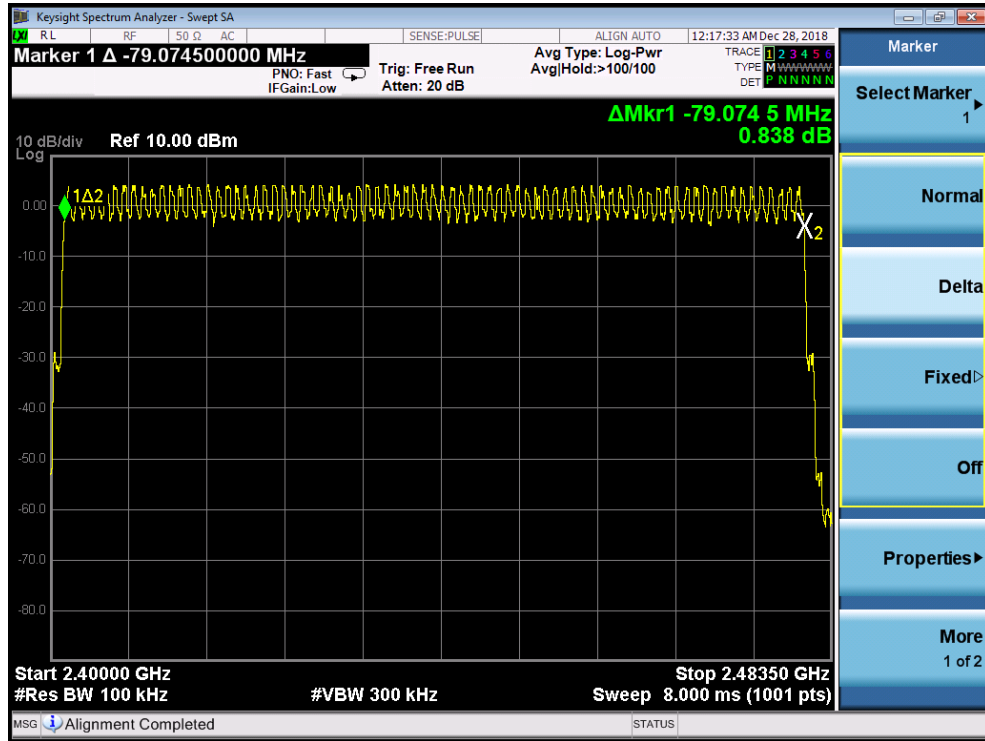 Keysight Spectrum Analyzer - Swept SA
LXI RL RF 50 Ω AC SENSE:PULSE ALIGN AUTO 12:17:33 AM Dec 28, 2018
Marker 1 Δ -79.074500000 MHz
PNO: Fast
IFGain:Low
Trig: Free Run
Atten: 20 dB
Avg Type: Log-Pwr
Avg|Hold:>100/100
TRACE 1 2 3 4 5 6
TYPE M WWWWW
DET P N N N N N
ΔMkr1 -79.074 5 MHz
0.838 dB
10 dB/div Ref 10.00 dBm
Log
1Δ2
0.00
X2
-10.0
-20.0
-30.0
-40.0
-50.0
-60.0
-70.0
-80.0
Start 2.40000 GHz Stop 2.48350 GHz
#Res BW 100 kHz #VBW 300 kHz Sweep 8.000 ms (1001 pts)
MSG Alignment Completed STATUS
Marker
Select Marker
1
Normal
Delta
Fixed
Off
Properties
More
1 of 2